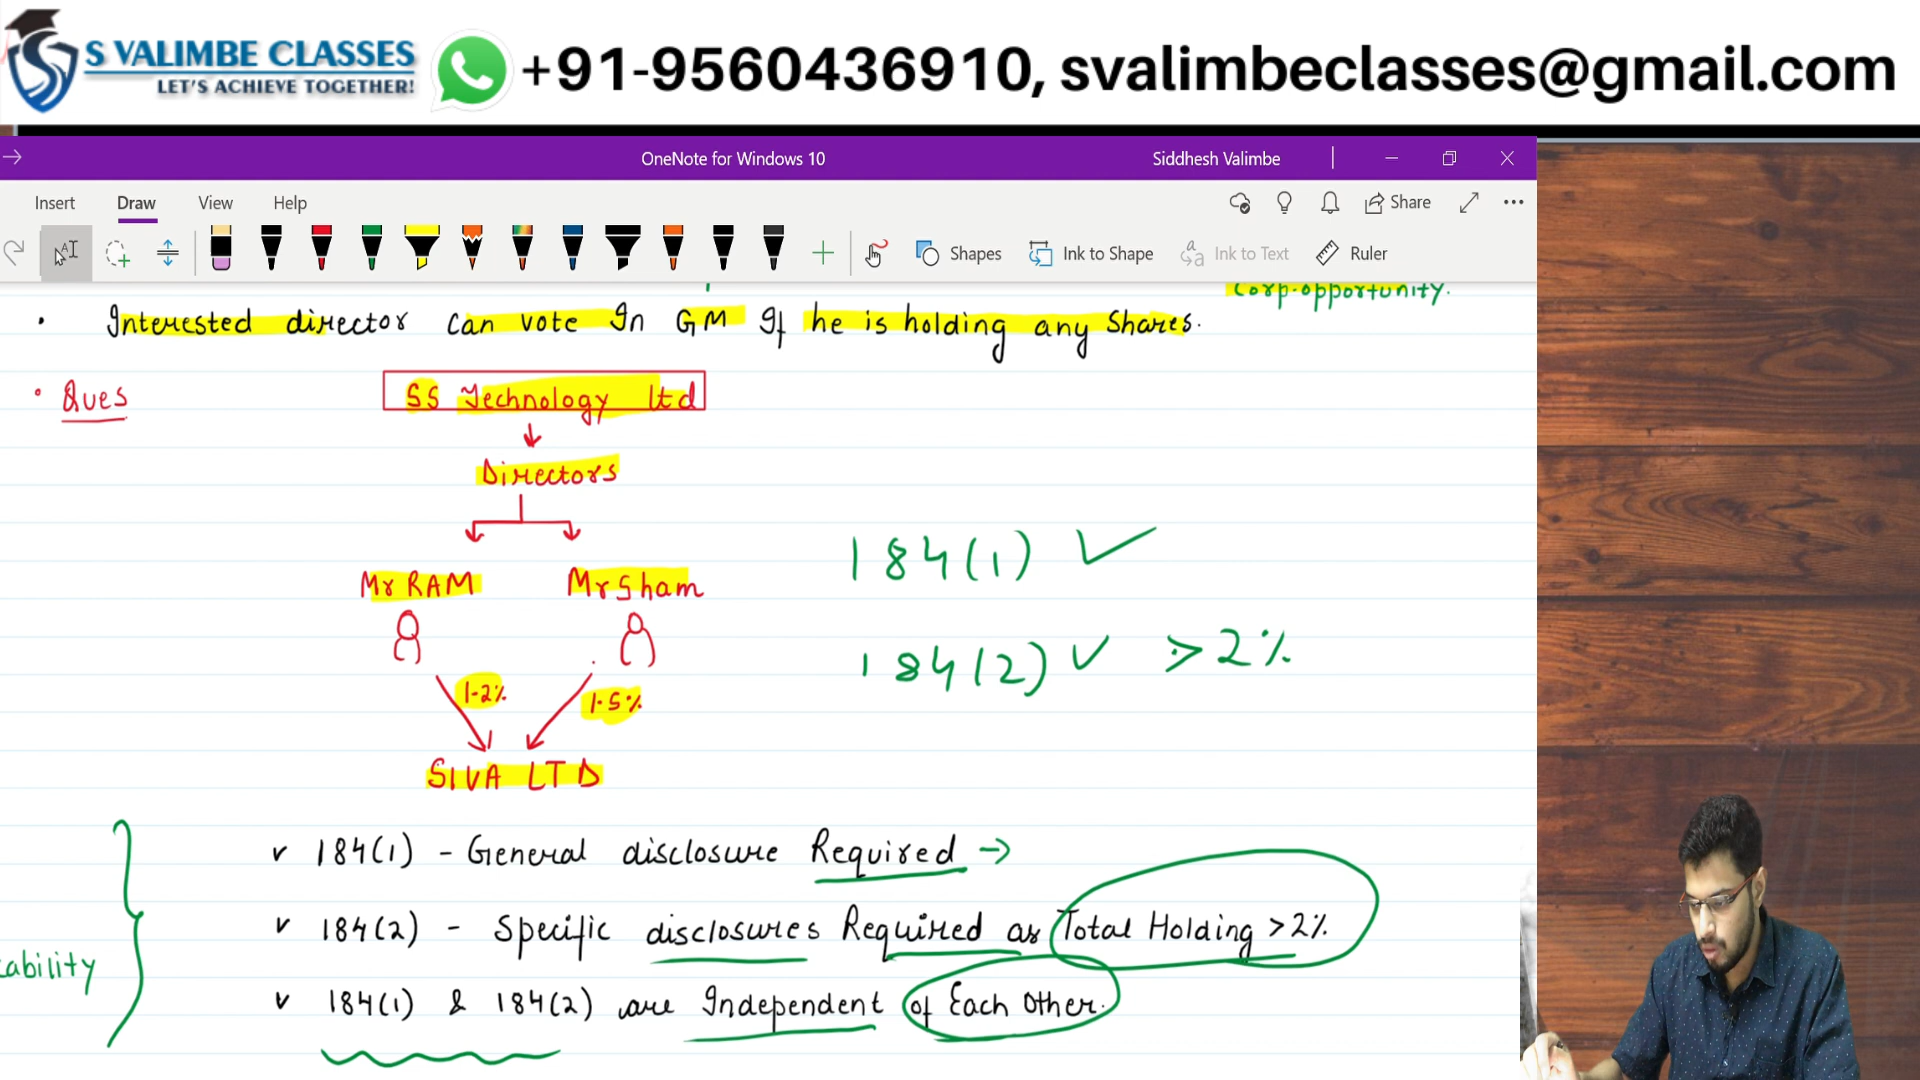 S VALIMBE CLASSES
LET'S ACHIEVE TOGETHER!
+91-9560436910, svalimbeclasses@gmail.com
OneNote for Windows 10
Siddhesh Valimbe
Insert Draw View Help
Share
Shapes Ink to Shape Ink to Text Ruler
Corp.opportunity.
• Interested director can vote In GM If he is holding any Shares.
• Ques
SS Technology Ltd
Directors
Mr RAM Mr Sham
184(1) ✓
184(2) ✓ > 2%
1.2% 1.5%
SIVA LTD
✓ 184(1) - General disclosure Required →
✓ 184(2) - Specific disclosures Required as Total Holding >2%.
cability
✓ 184(1) & 184(2) are Independent of Each Other.